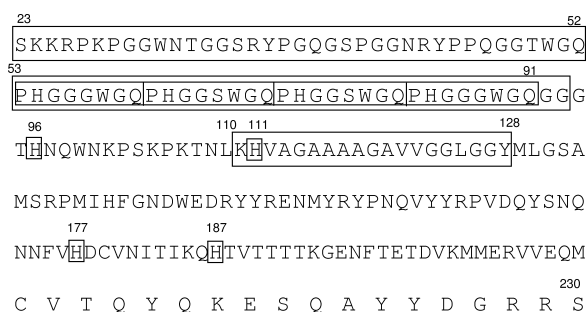 23 52
SKKRPKPGGWNTGGSRYPGQGSPGGNRYPPQGGTWGQ
53 91
PHGGGWGQPHGGSWGQPHGGSWGQPHGGGWGQGGG
96 110 111 128
THNQWNKPSKPKTNLKHVAGAAAAGAVVGGLGGYMLGSA
MSRPMIHFGNDWEDRYYRENMYRYPNQVYYRPVDQYSNQ
177 187
NNFVHDCVNITIKQHTVTTTTKGENFTETDVKMMERVVEQM
230
C V T Q Y Q K E S Q A Y Y D G R R S